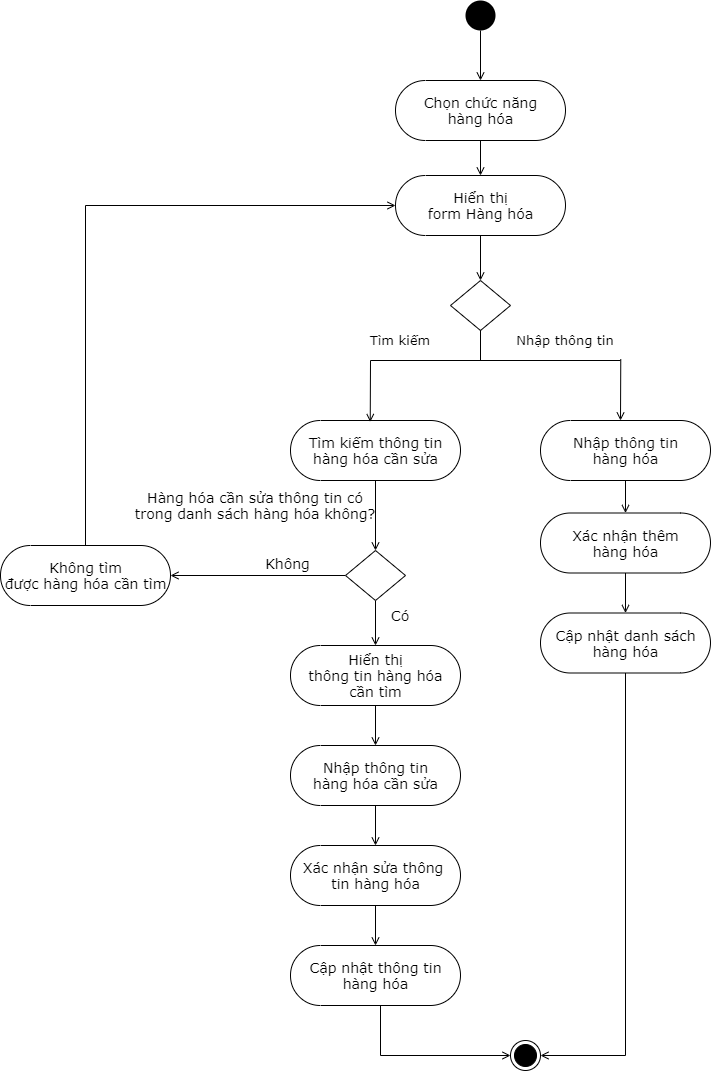 Chọn chức năng
hàng hóa
Hiển thị
form Hàng hóa
Tìm kiếm
Nhập thông tin
Tìm kiếm thông tin
hàng hóa cần sửa
Nhập thông tin
hàng hóa
Hàng hóa cần sửa thông tin có
trong danh sách hàng hóa không?
Xác nhận thêm
hàng hóa
Không tìm
được hàng hóa cần tìm
Không
Có
Cập nhật danh sách
hàng hóa
Hiển thị
thông tin hàng hóa
cần tìm
Nhập thông tin
hàng hóa cần sửa
Xác nhận sửa thông
tin hàng hóa
Cập nhật thông tin
hàng hóa